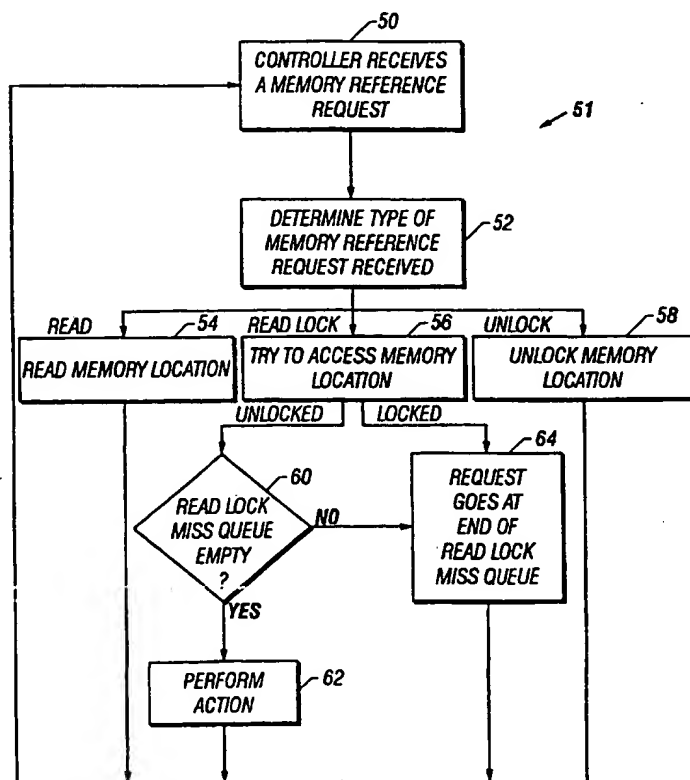 50
CONTROLLER RECEIVES
A MEMORY REFERENCE
REQUEST
51
DETERMINE TYPE OF
MEMORY REFERENCE
REQUEST RECEIVED
52
READ
54
READ LOCK
56
UNLOCK
58
READ MEMORY LOCATION
TRY TO ACCESS MEMORY
LOCATION
UNLOCK MEMORY
LOCATION
UNLOCKED
LOCKED
60
READ LOCK
MISS QUEUE
EMPTY
?
NO
YES
64
REQUEST
GOES AT
END OF
READ LOCK
MISS QUEUE
PERFORM
ACTION
62